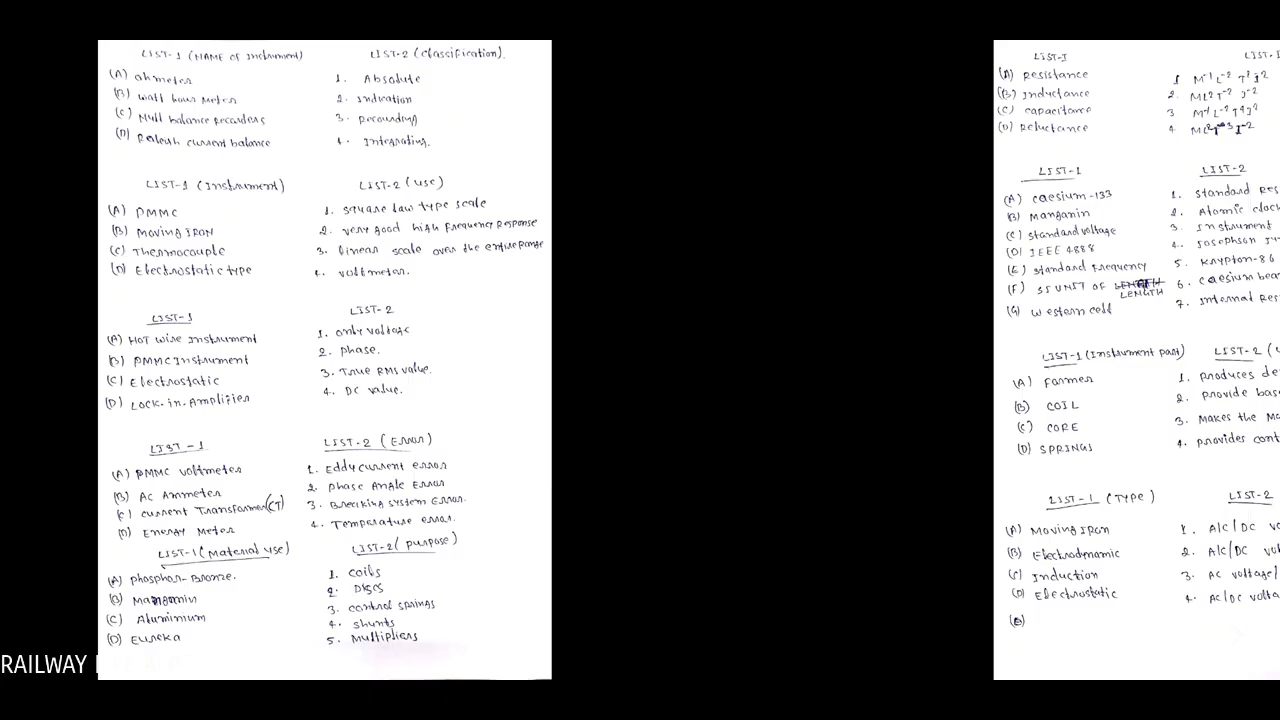 LIST-1 (NAME OF Instrument) LIST-2 (Classification).
(A) ohmeter 1. Absolute
(B) Watt hour Meter 2. Indication
(C) Null balance Recorders 3. Recording
(D) Raleigh current balance 4. Integrating.
LIST-1 (Instrument) LIST-2 (USE)
(A) PMMC 1. square law type scale
(B) Moving IRON 2. very good high frequency Response
(C) Thermocouple 3. linear scale over the entire range
(D) Electrostatic type 4. voltmeter.
LIST-1 LIST-2
(A) HOT wire Instrument 1. only voltage
(B) PMMC Instrument 2. phase.
(C) Electrostatic 3. True RMS value.
(D) Lock-in-Amplifier 4. DC value.
LIST-1 LIST-2 (Error)
(A) PMMC voltmeter 1. Eddy current error
(B) AC Ammeter 2. Phase Angle Error
(C) current Transformer(CT) 3. Breaking system Error.
(D) Energy Meter 4. Temperature error.
LIST-1 (Material use) LIST-2 (purpose)
(A) Phosphor-Bronze. 1. coils
(B) Manganin 2. DISCS
(C) Aluminium 3. control springs
(D) EUREKA 4. shunts
5. Multipliers
RAILWAY
LIST-I
(A) Resistance 1
(B) Inductance 2. ML² T⁻² I⁻²
(C) capacitance 3
(D) Reluctance 4.
LIST-1 LIST-2
(A) caesium-133 1. standard
(B) Manganin 2. Atomic clock
(C) standard voltage 3. Instrument
(D) IEEE 4888 4. Josephson
(E) standard frequency 5. Krypton-86
(F) SI UNIT OF LENGTH 6. caesium
(G) western cell 7. Internal
LIST-1 (Instrument part) LIST-2
(A) Former 1. produces
(B) COIL 2. provide
(C) CORE 3. Makes the
(D) SPRINGS 4. provides
LIST-1 (TYPE) LIST-2
(A) Moving IRON 1. A/C/DC
(B) Electrodynamic 2. A/C/DC
(C) Induction 3. AC voltage/
(D) Electrostatic 4. AC/DC
(E)